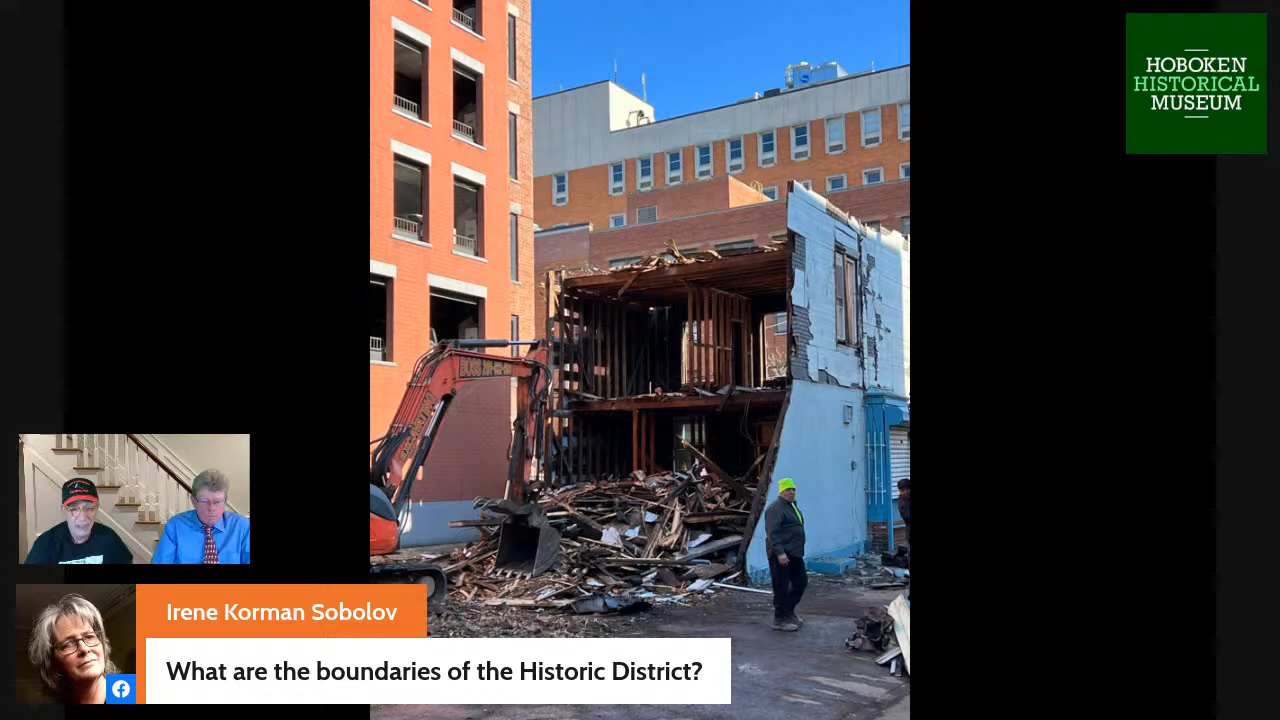 HOBOKEN
HISTORICAL
MUSEUM
Irene Korman Sobolov
What are the boundaries of the Historic District?